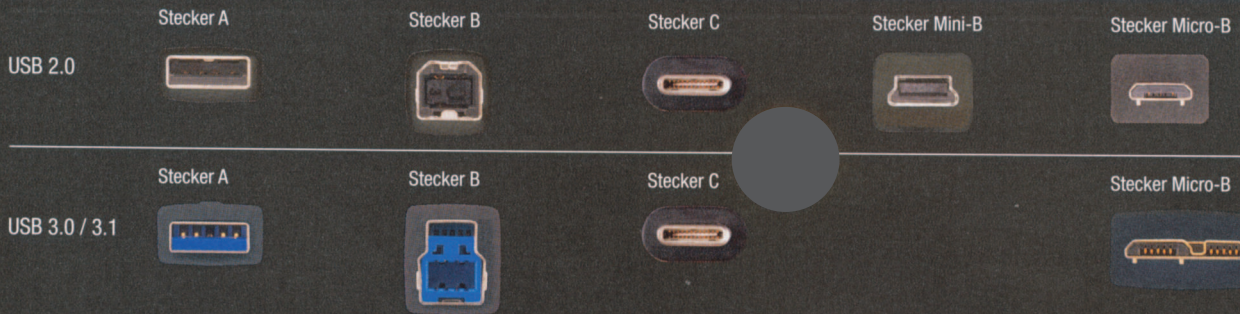 Stecker A Stecker B Stecker C Stecker Mini-B Stecker Micro-B
USB 2.0
Stecker A Stecker B Stecker C Stecker Micro-B
USB 3.0 / 3.1